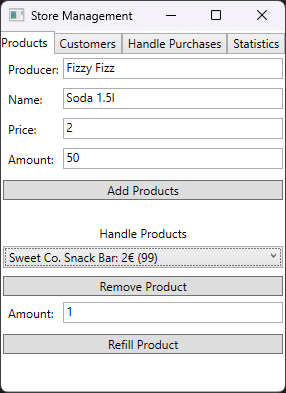 Store Management
Products Customers Handle Purchases Statistics
Producer: Fizzy Fizz
Name: Soda 1.5l
Price: 2
Amount: 50
Add Products
Handle Products
Sweet Co. Snack Bar: 2€ (99)
Remove Product
Amount: 1
Refill Product